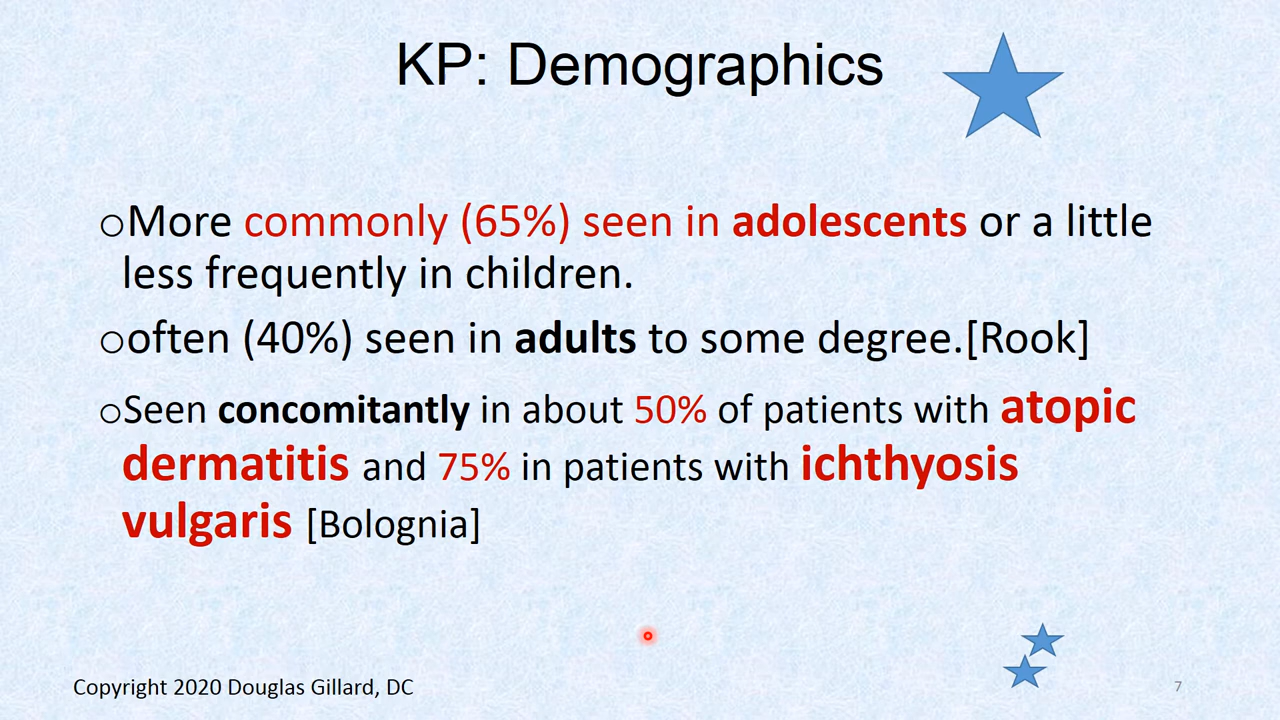 KP: Demographics
oMore commonly (65%) seen in adolescents or a little
less frequently in children.
ooften (40%) seen in adults to some degree.[Rook]
oSeen concomitantly in about 50% of patients with atopic
dermatitis and 75% in patients with ichthyosis
vulgaris [Bolognia]
Copyright 2020 Douglas Gillard, DC
7